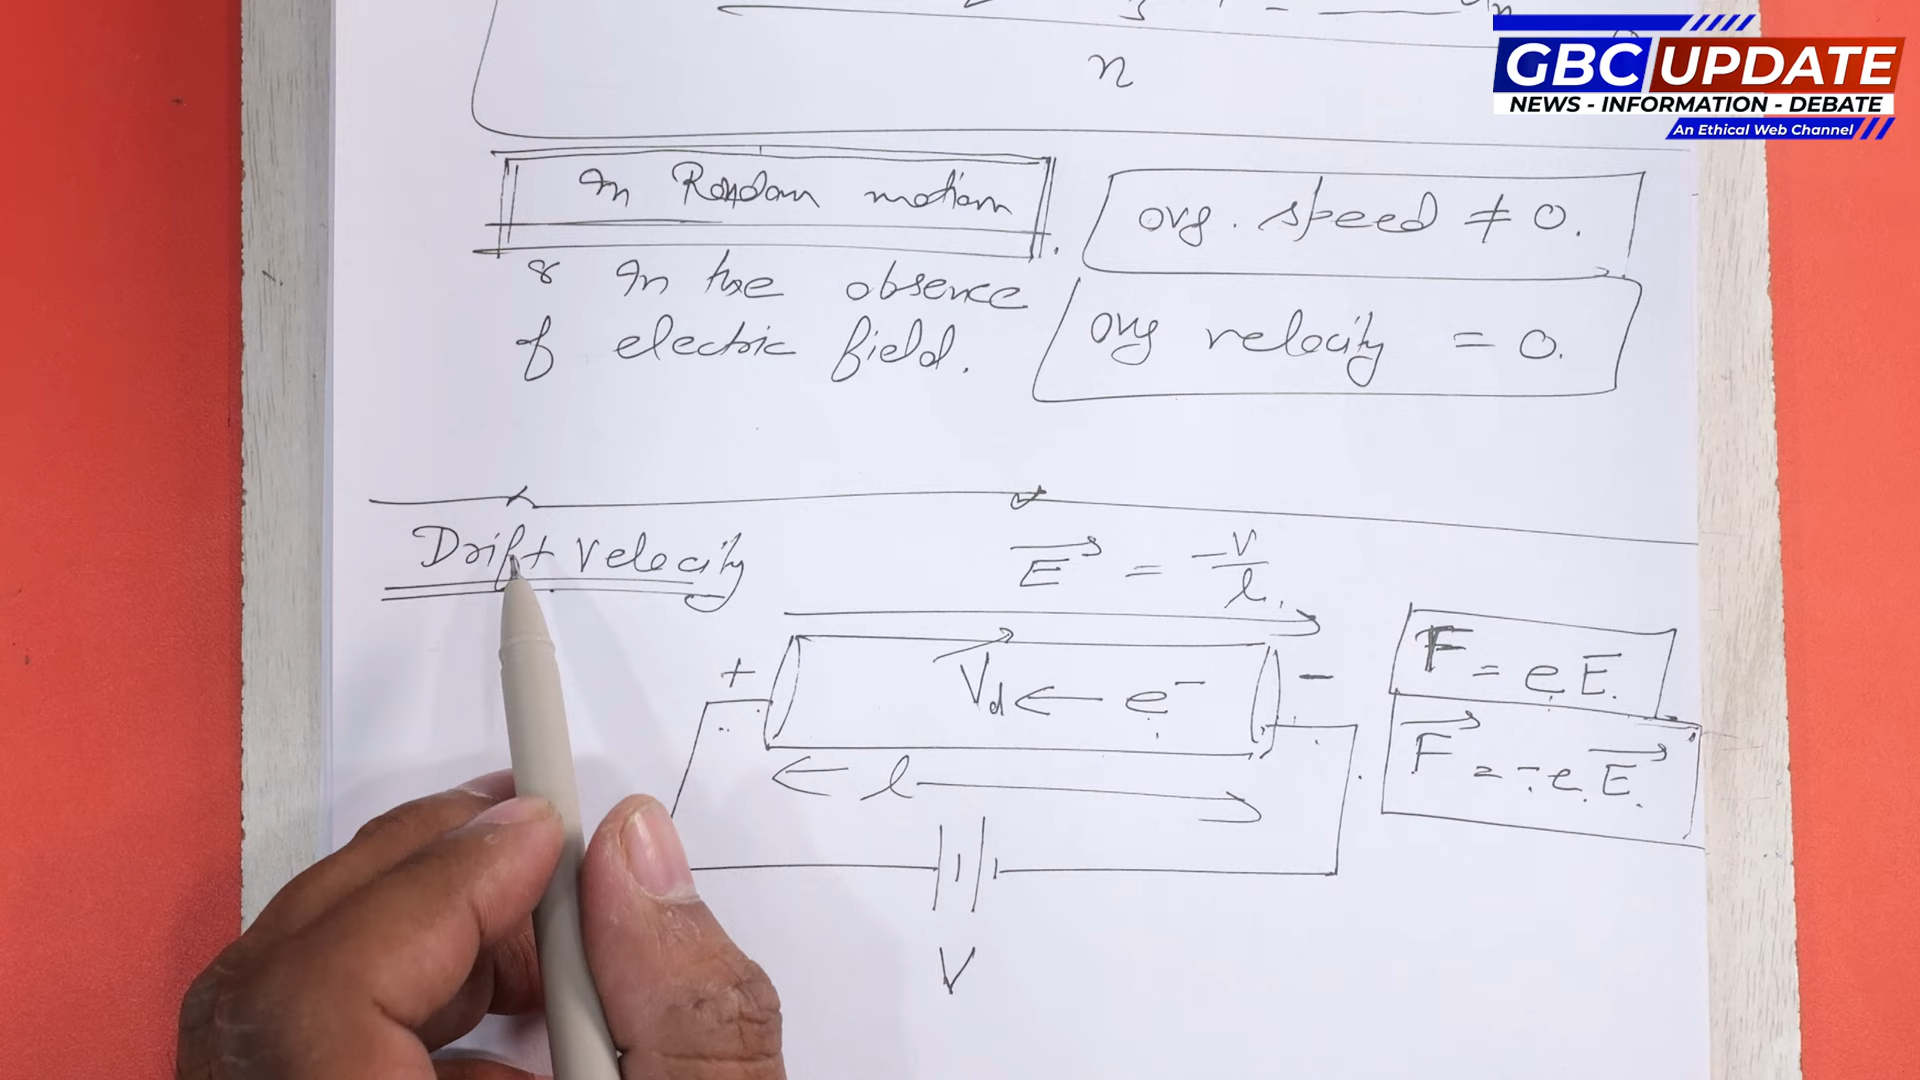 n
GBC UPDATE
NEWS - INFORMATION - DEBATE
An Ethical Web Channel
In Random motion
avg. speed ≠ 0.
& In the absence
of electric field.
avg velocity = 0.
Drift Velocity
E = -V/l
+ Vd ← e⁻ -
l
F = eE.
F = -eE.
V